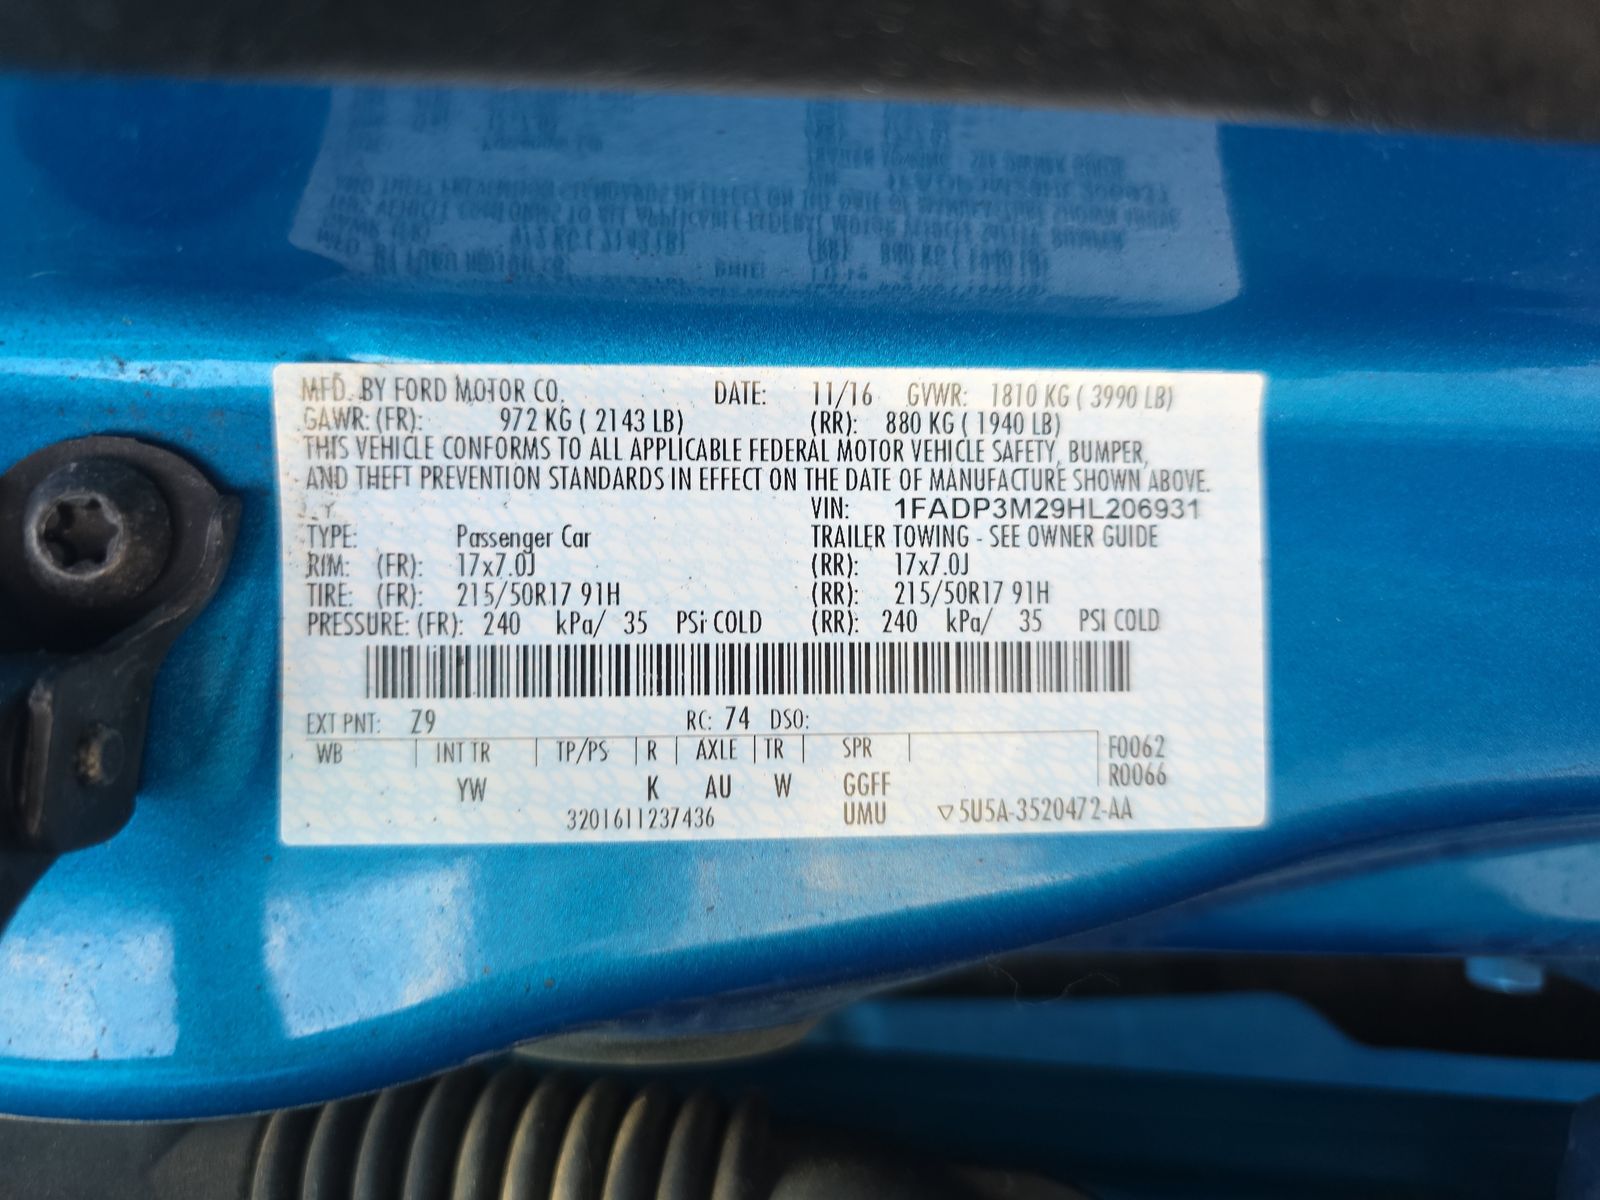 MFD. BY FORD MOTOR CO. DATE: 11/16 GVWR: 1810 KG ( 3990 LB)
GAWR: (FR): 972 KG ( 2143 LB) (RR): 880 KG ( 1940 LB)
THIS VEHICLE CONFORMS TO ALL APPLICABLE FEDERAL MOTOR VEHICLE SAFETY, BUMPER,
AND THEFT PREVENTION STANDARDS IN EFFECT ON THE DATE OF MANUFACTURE SHOWN ABOVE.
VIN: 1FADP3M29HL206931
TYPE: Passenger Car TRAILER TOWING - SEE OWNER GUIDE
RIM: (FR): 17x7.0J (RR): 17x7.0J
TIRE: (FR): 215/50R17 91H (RR): 215/50R17 91H
PRESSURE: (FR): 240 kPa/ 35 PSi COLD (RR): 240 kPa/ 35 PSI COLD
EXT PNT: Z9 RC: 74 DSO:
WB INT TR TP/PS R AXLE TR SPR F0062
R0066
YW K AU W GGFF
3201611237436 UMU ▽5U5A-3520472-AA